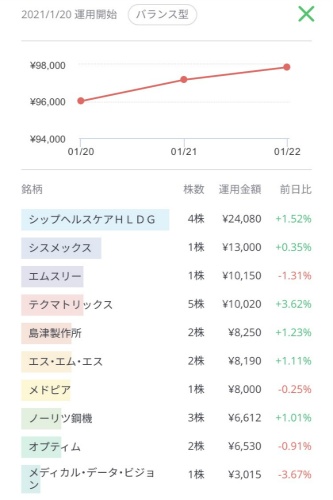 2021/1/20 運用開始 バランス型
¥98,000
¥96,000
¥94,000
01/20 01/21 01/22
銘柄 株数 運用金額 前日比
シップヘルスケアHLDG 4株 ¥24,080 +1.52%
シスメックス 1株 ¥13,000 +0.35%
エムスリー 1株 ¥10,150 -1.31%
テクマトリックス 5株 ¥10,020 +3.62%
島津製作所 2株 ¥8,250 +1.23%
エス・エム・エス 2株 ¥8,190 +1.11%
メドピア 1株 ¥8,000 -0.25%
ノーリツ鋼機 3株 ¥6,612 +1.01%
オプティム 2株 ¥6,530 -0.91%
メディカル・データ・ビジョ
ン 1株 ¥3,015 -3.67%